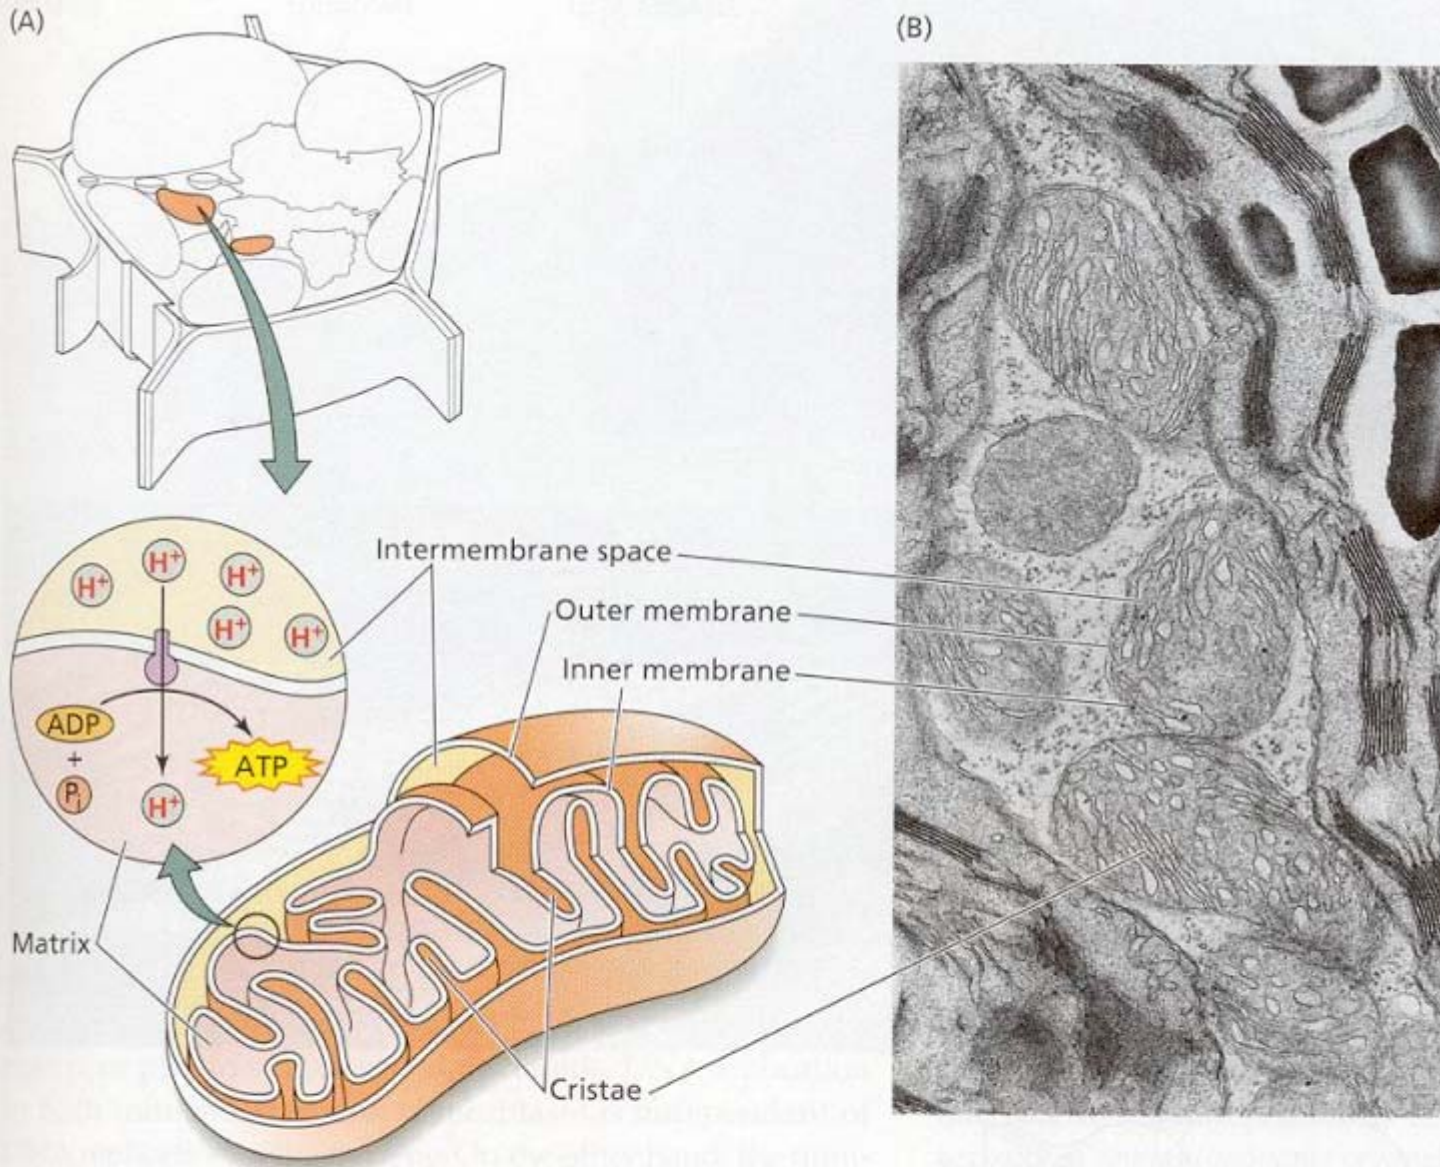 (A)
(B)
H⁺
H⁺
H⁺
H⁺
H⁺
Intermembrane space
Outer membrane
Inner membrane
ADP
+
Pᵢ
ATP
H⁺
Matrix
Cristae